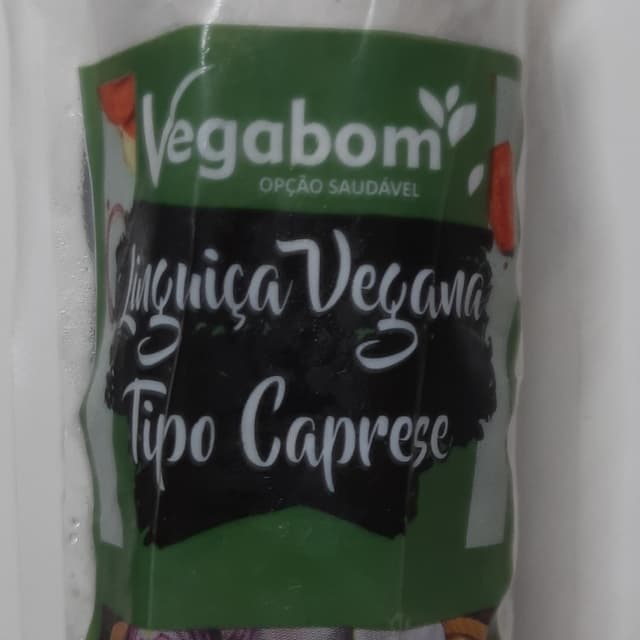 Vegabom
OPÇÃO SAUDÁVEL
Linguiça Vegana
Tipo Caprese